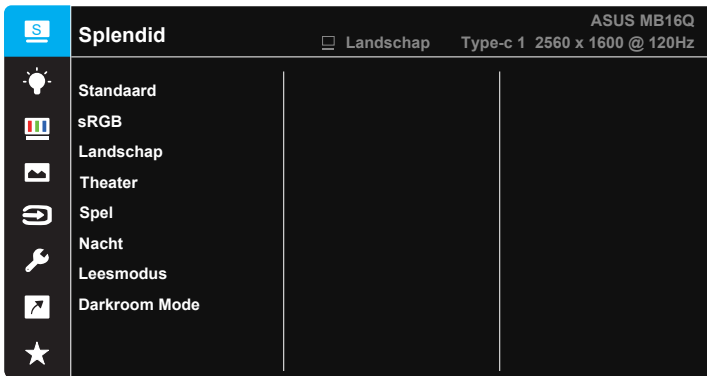 S
Splendid
ASUS MB16Q
Landschap Type-c 1 2560 x 1600 @ 120Hz
Standaard
sRGB
Landschap
Theater
Spel
Nacht
Leesmodus
Darkroom Mode